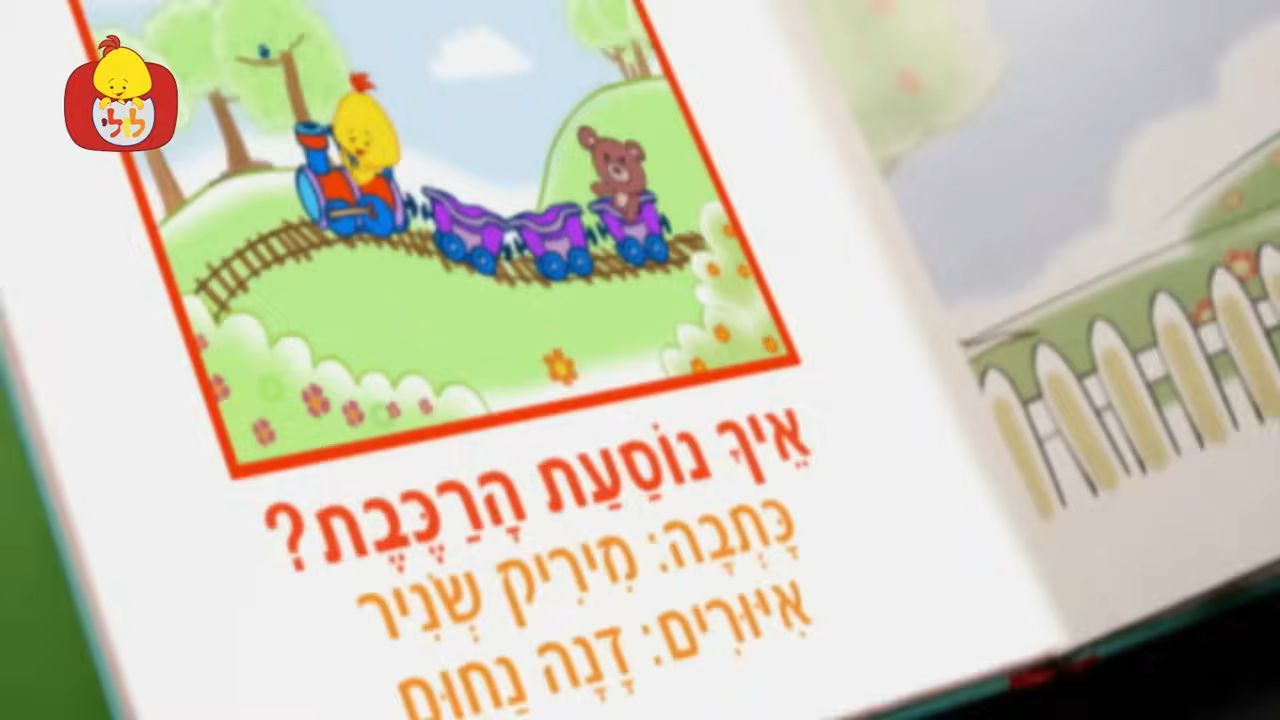 לולי
אֵיךְ נוֹסַעַת הָרַכֶּבֶת?
כָּתְבָה: מִירִיק שְׂנִיר
אִיּוּרִים: דָּנָה נַחוּם